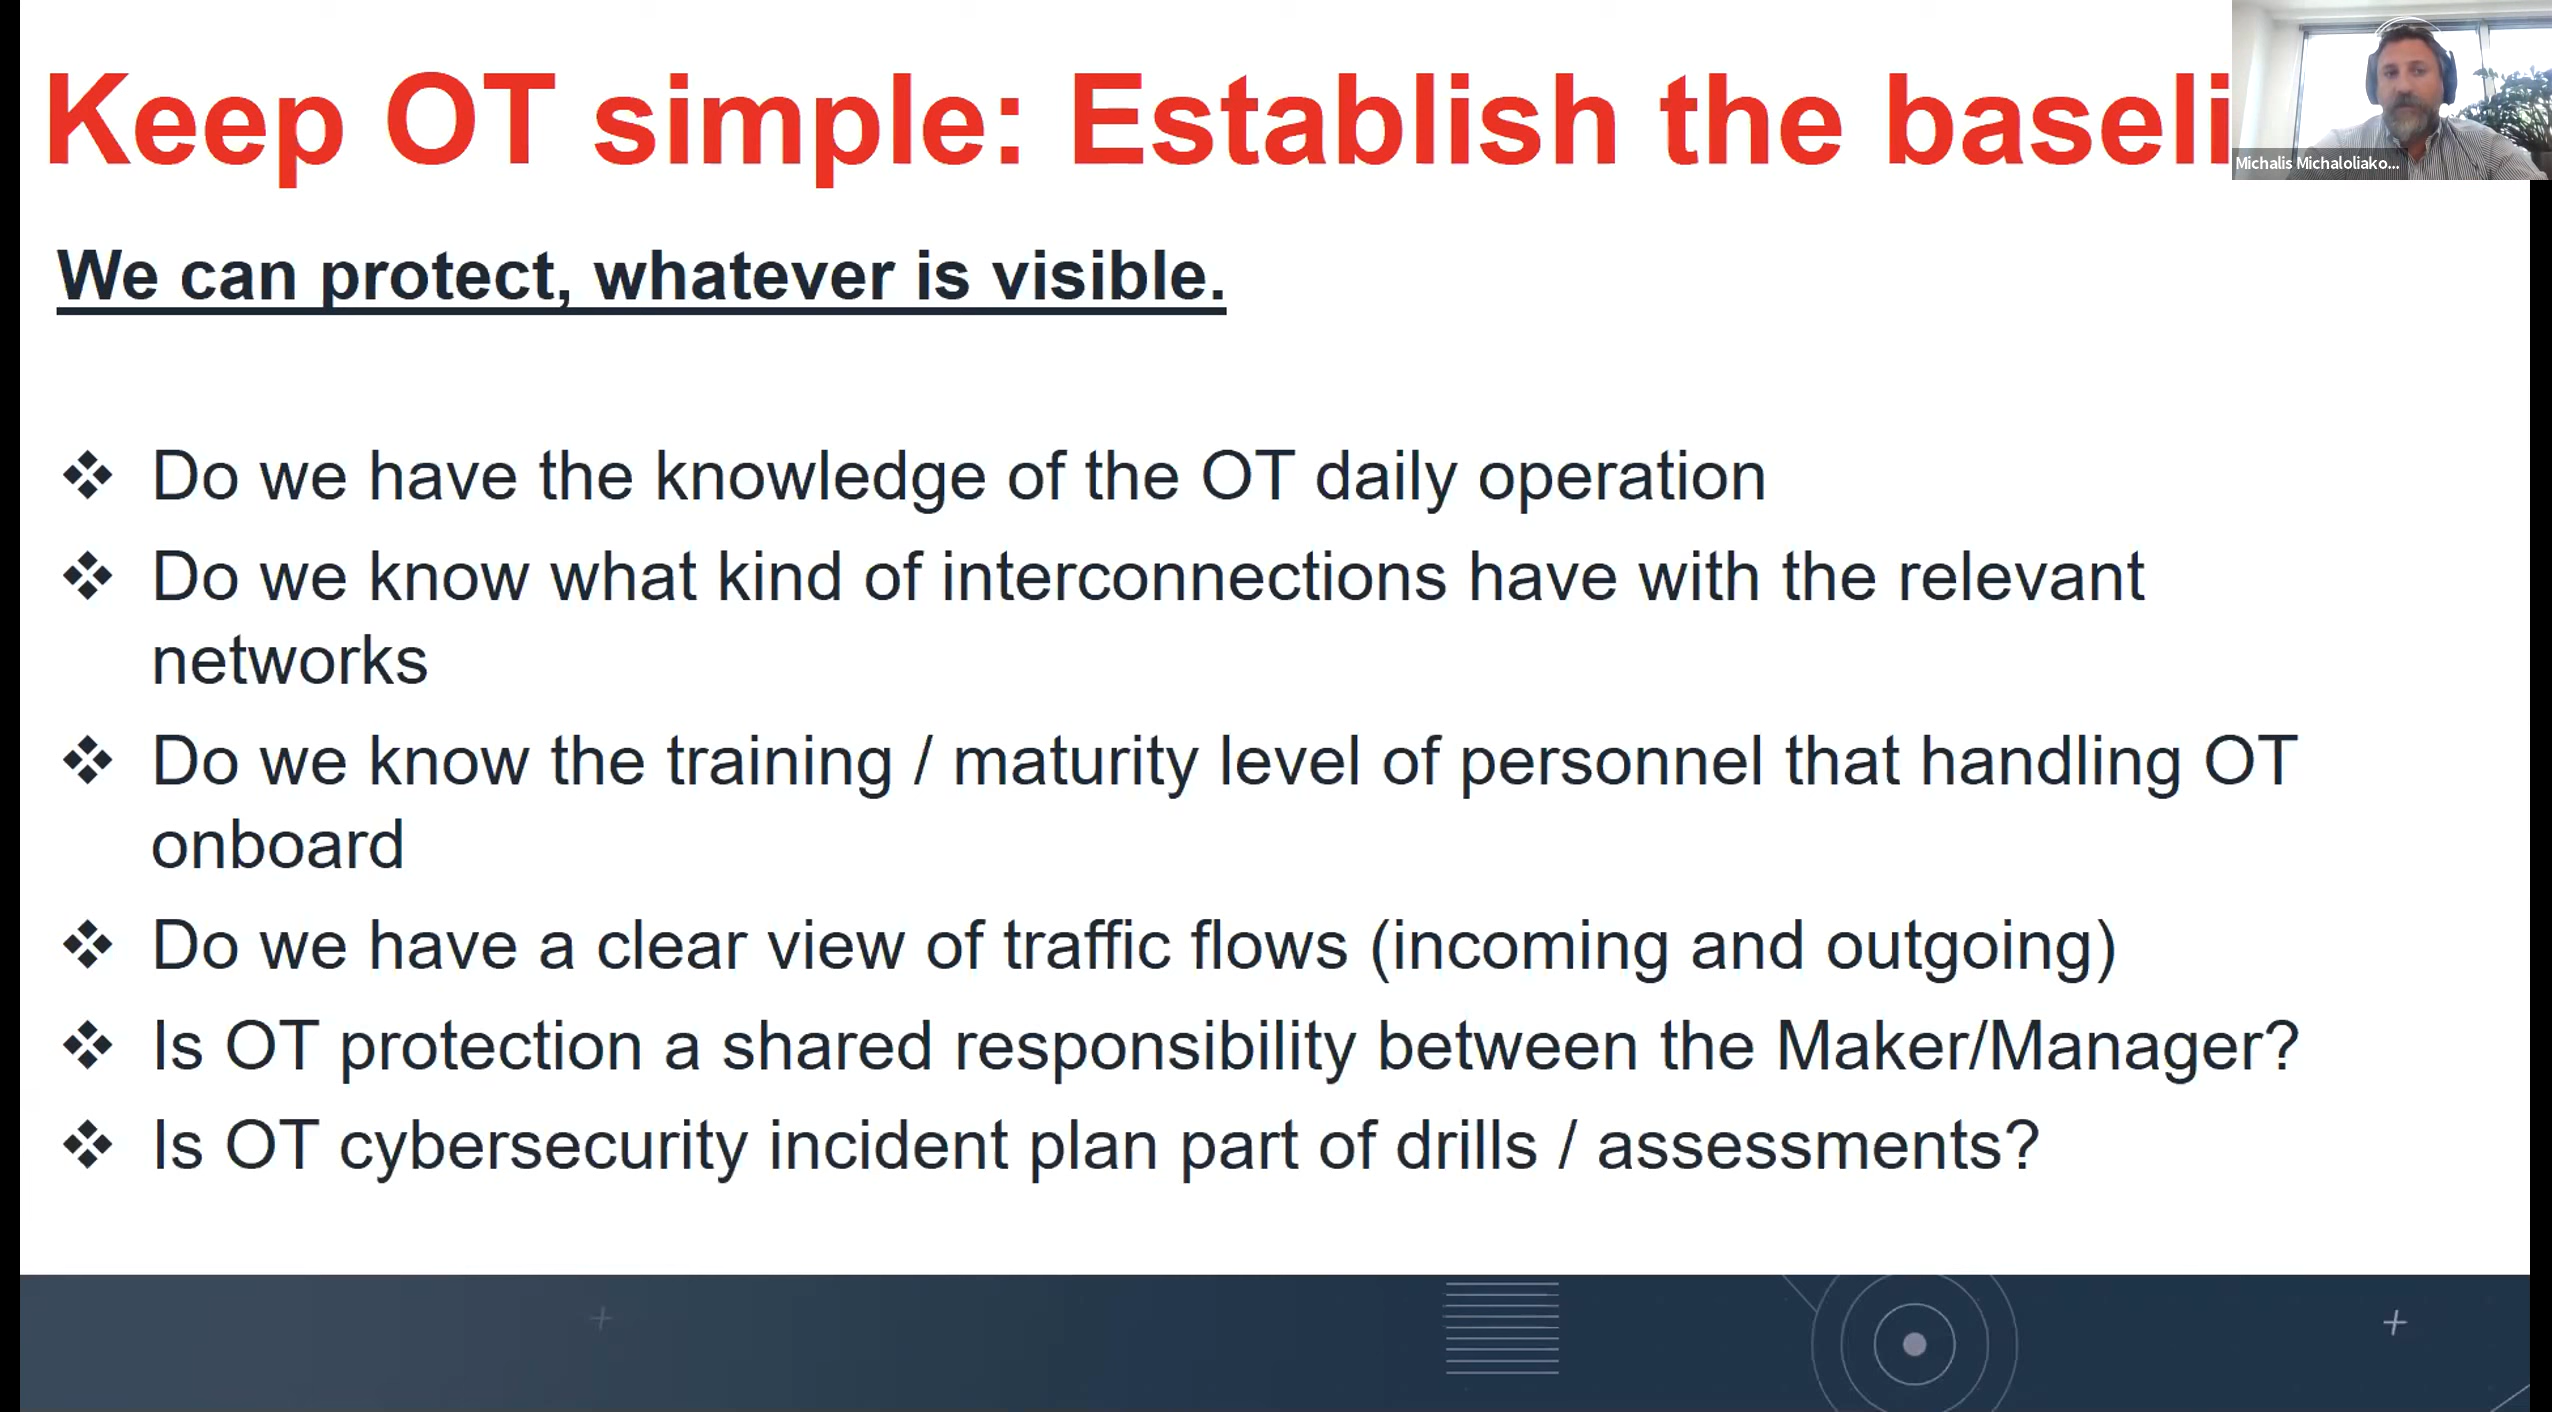 Keep OT simple: Establish the baseli
Michalis Michaloliako...
We can protect, whatever is visible.
❖ Do we have the knowledge of the OT daily operation
❖ Do we know what kind of interconnections have with the relevant
networks
❖ Do we know the training / maturity level of personnel that handling OT
onboard
❖ Do we have a clear view of traffic flows (incoming and outgoing)
❖ Is OT protection a shared responsibility between the Maker/Manager?
❖ Is OT cybersecurity incident plan part of drills / assessments?